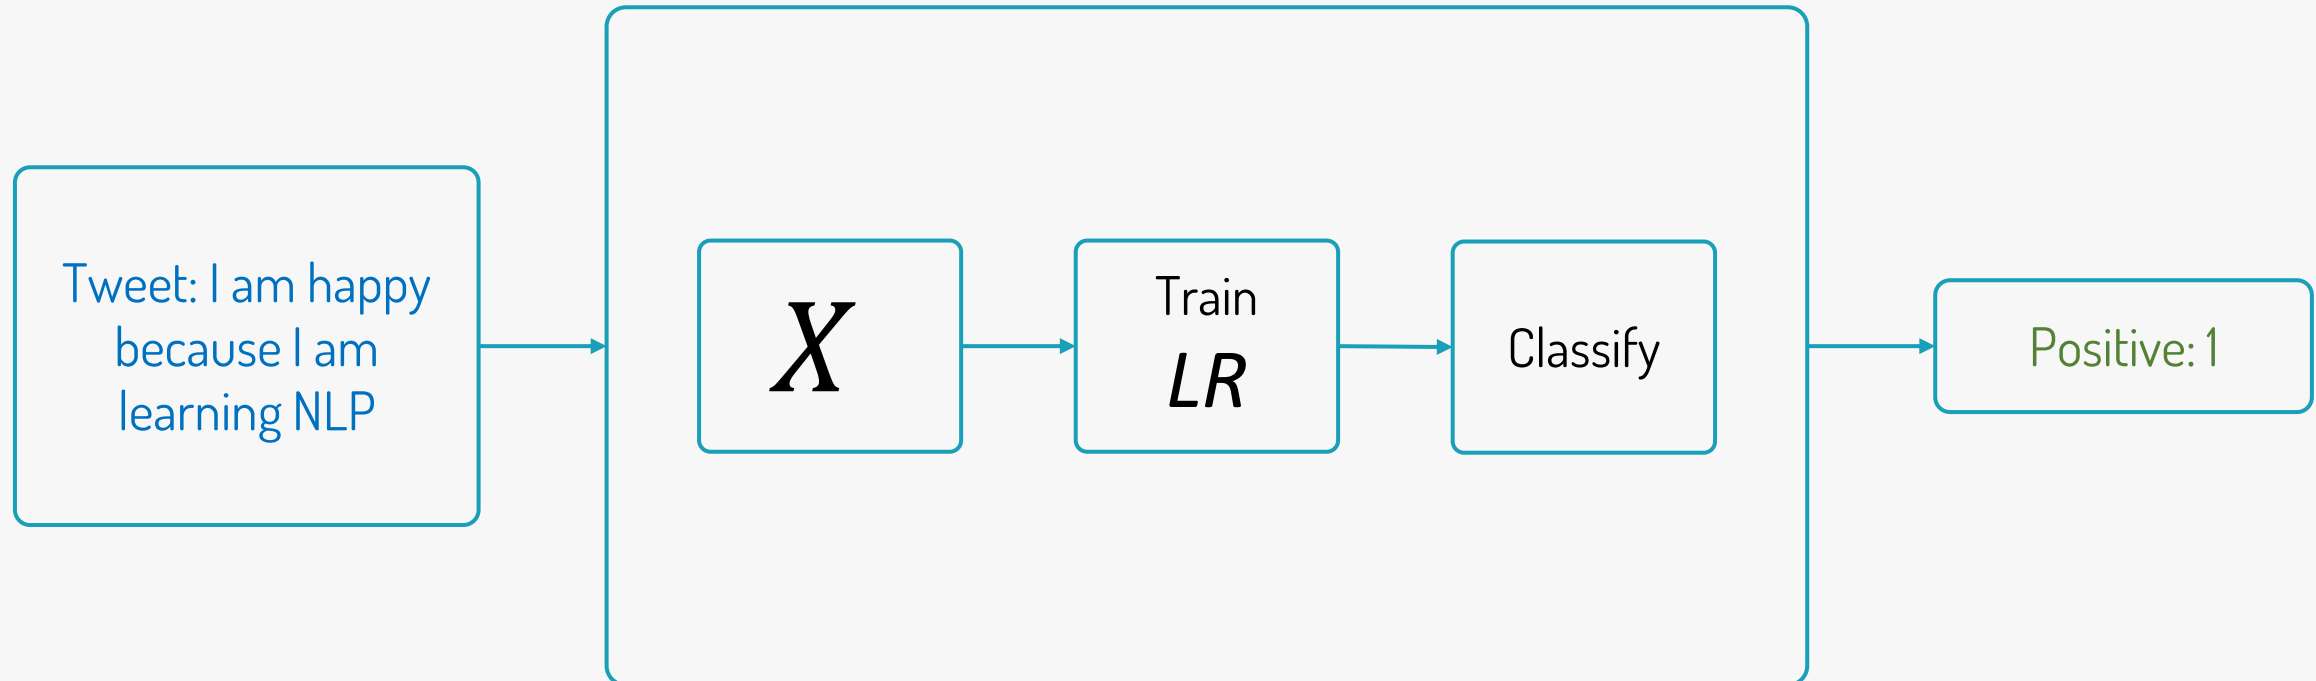 Tweet: I am happy
because I am
learning NLP
X
Train
LR
Classify
Positive: 1